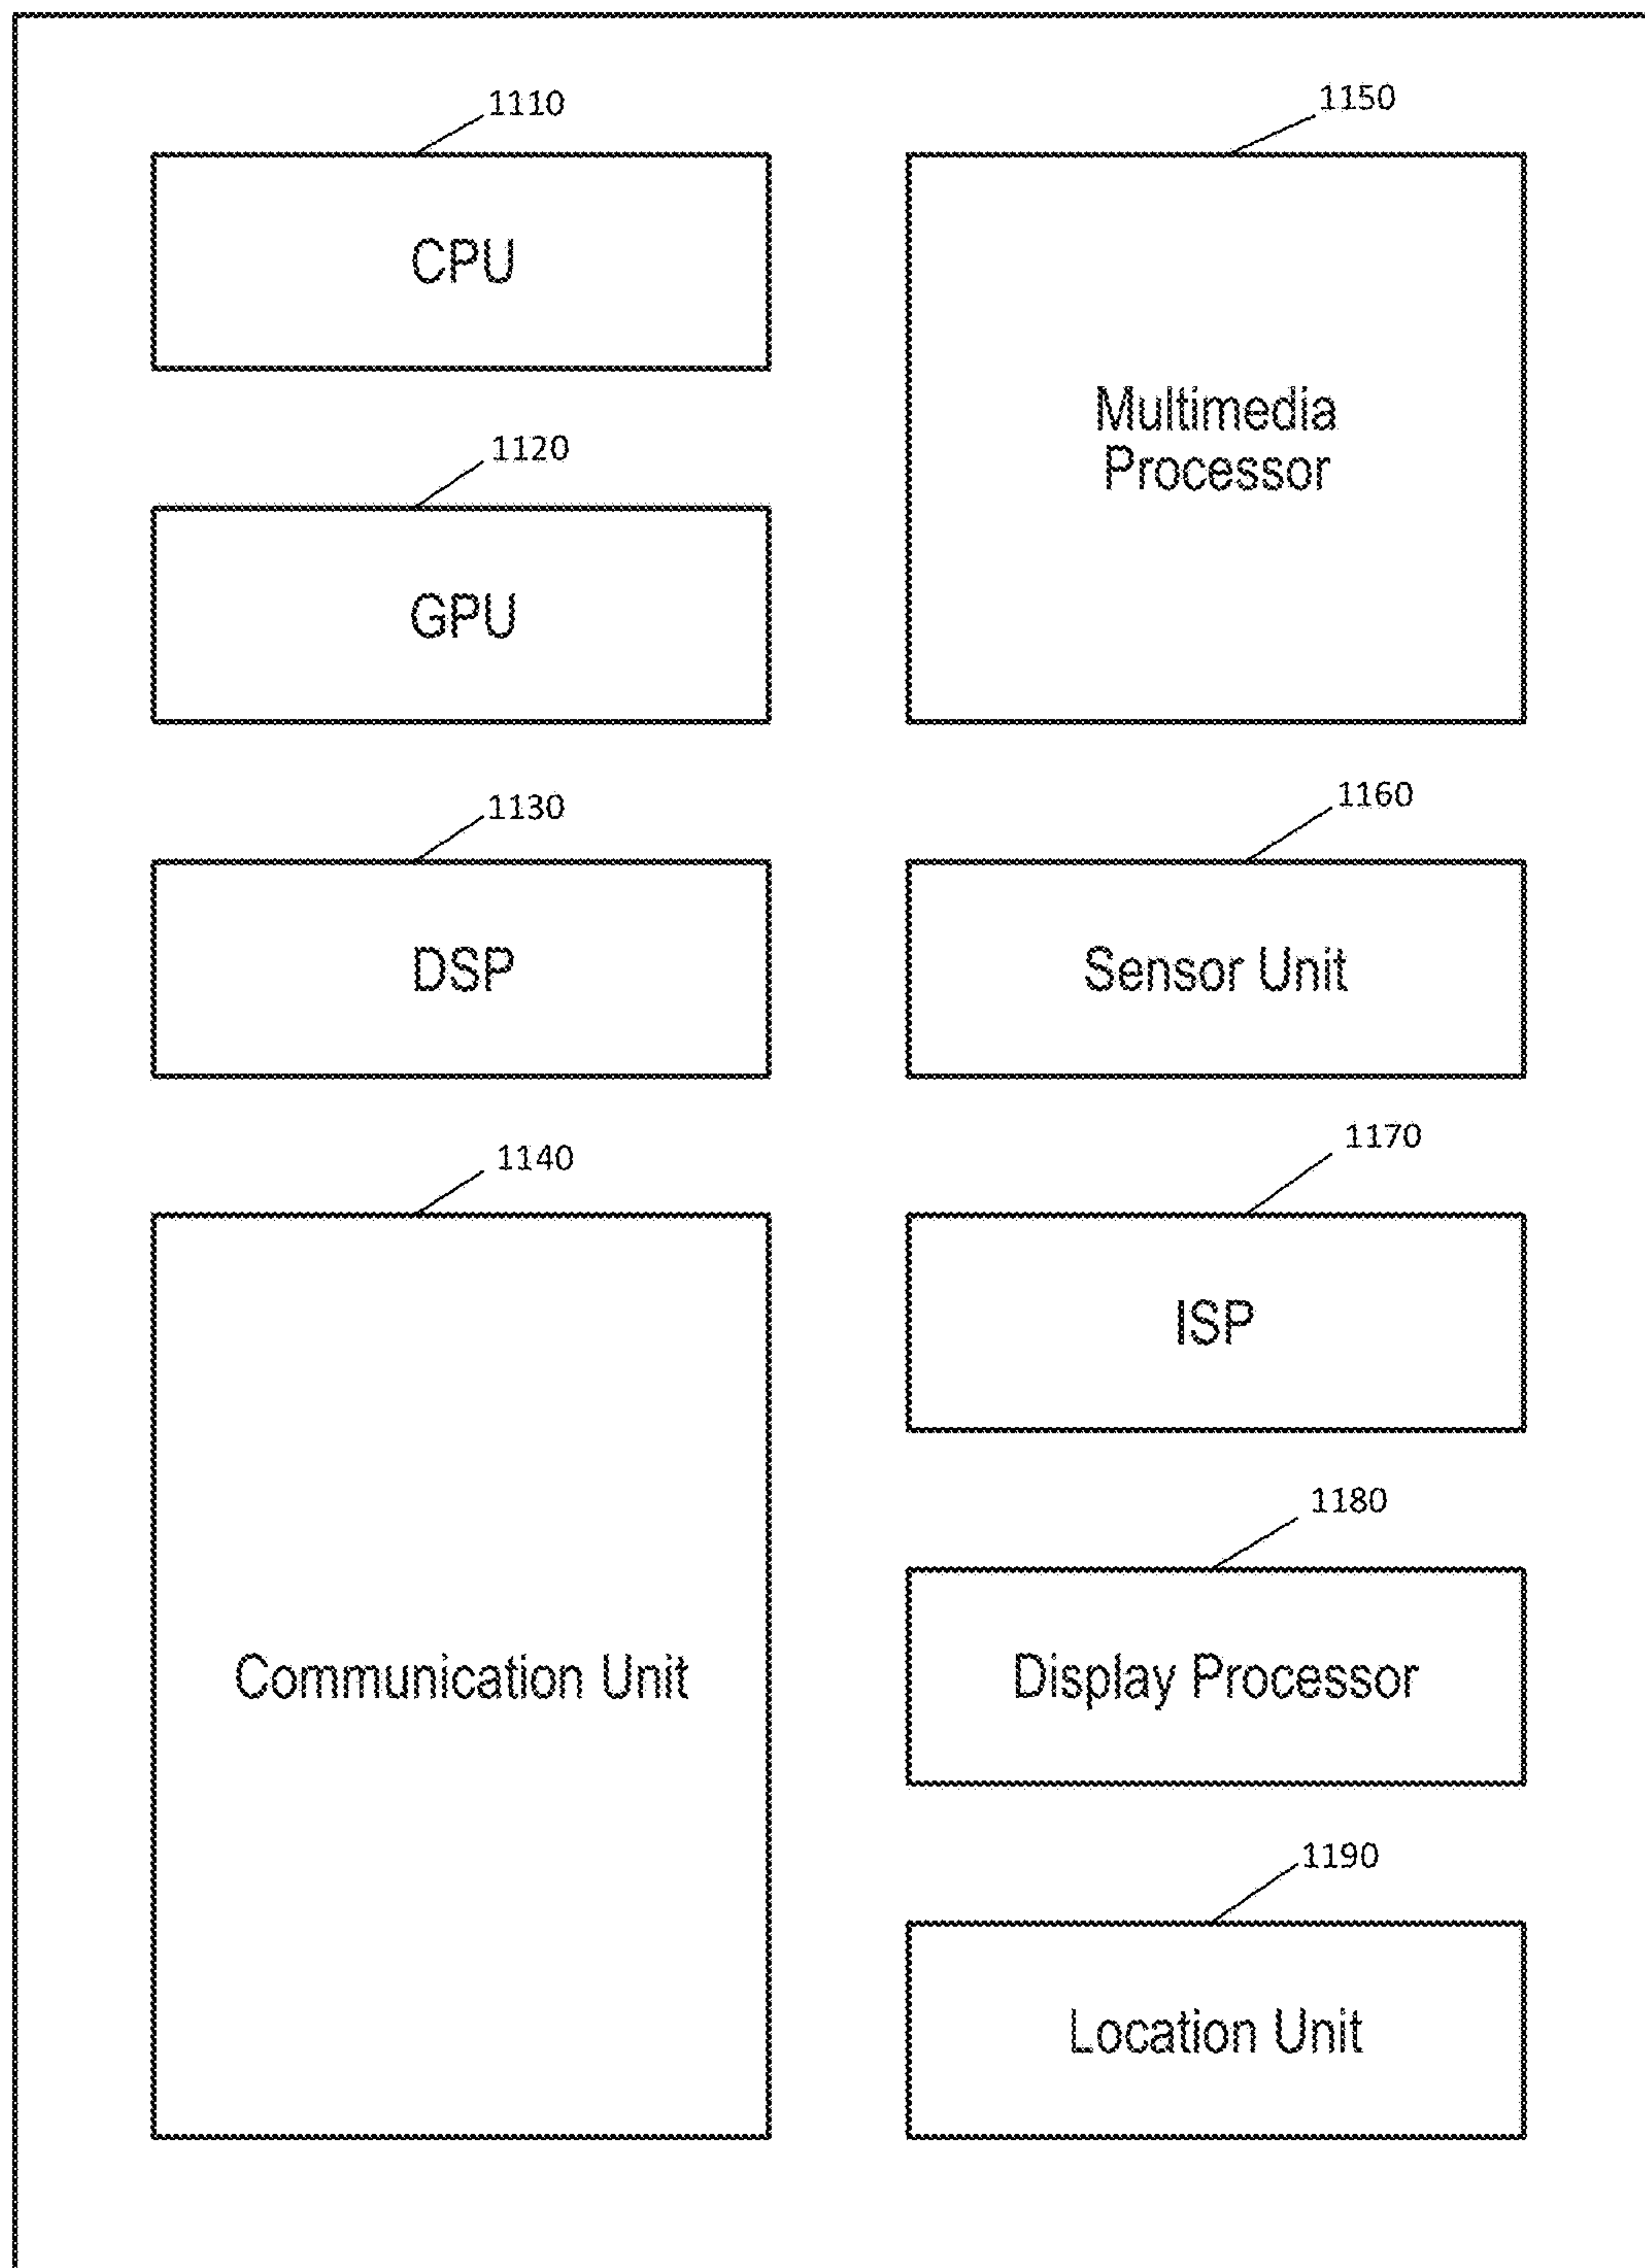 1110
CPU
1120
GPU
1130
DSP
1140
Communication Unit
1150
Multimedia
Processor
1160
Sensor Unit
1170
ISP
1180
Display Processor
1190
Location Unit